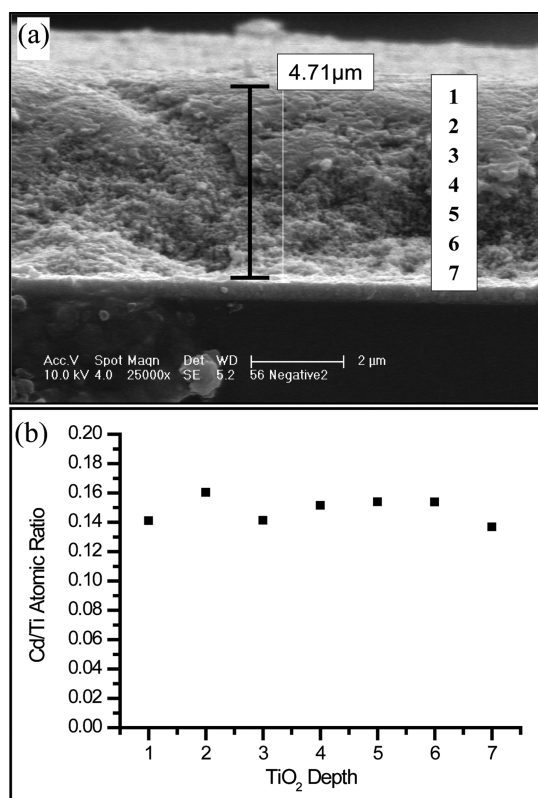 (a)
4.71µm
1
2
3
4
5
6
7
Acc.V Spot Magn Det WD
10.0 kV 4.0 25000x SE 5.2 56 Negative2
2 µm
(b)
Cd/Ti Atomic Ratio
0.20
0.18
0.16
0.14
0.12
0.10
0.08
0.06
0.04
0.02
0.00
1 2 3 4 5 6 7
TiO₂ Depth